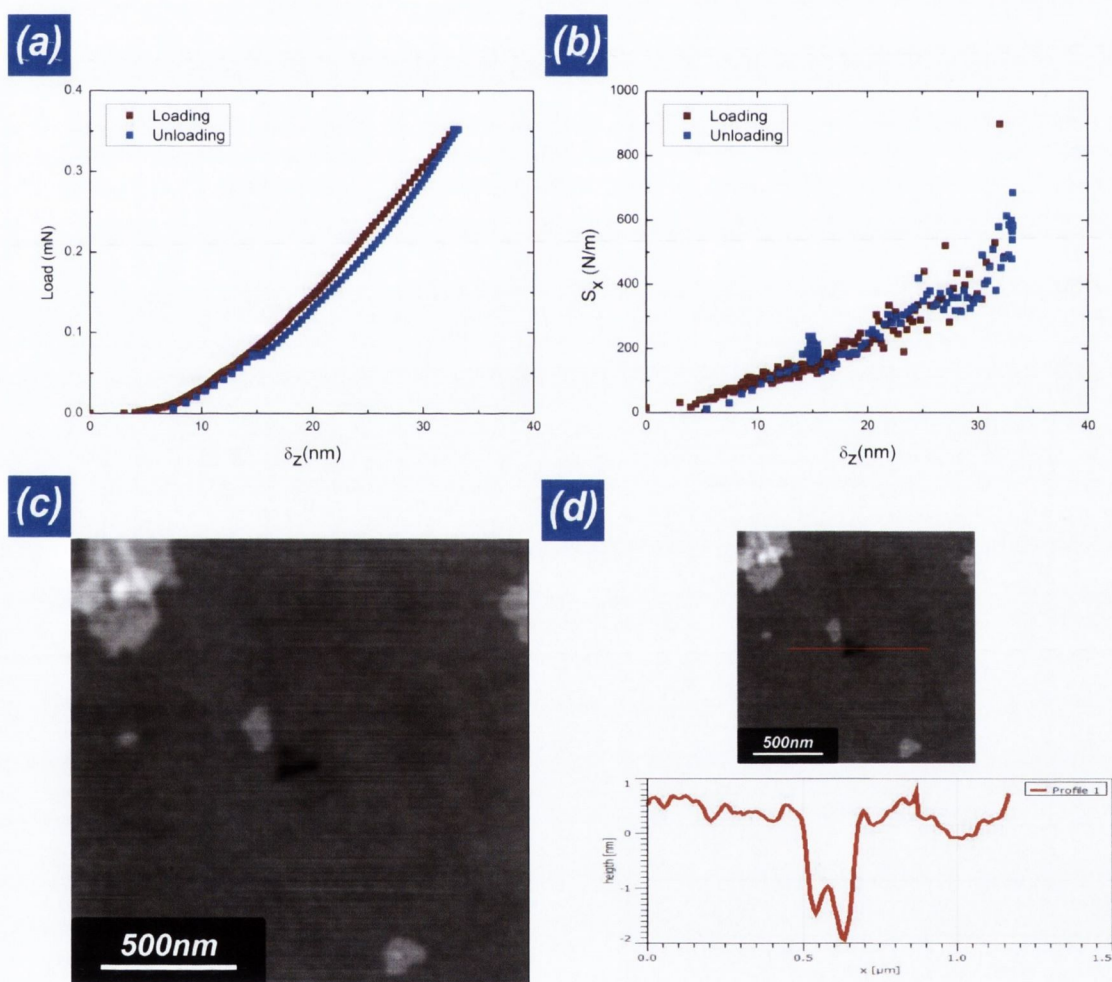 (a)
(b)
0.4
0.3
0.2
0.1
0.0
Load (mN)
Loading
Unloading
0
10
20
30
40
δz(nm)
1000
800
600
400
200
0
Sx (N/m)
Loading
Unloading
0
10
20
30
40
δz(nm)
(c)
(d)
500nm
500nm
1
0
-1
-2
heigth [nm]
Profile 1
0.0
0.5
1.0
1.5
x [µm]